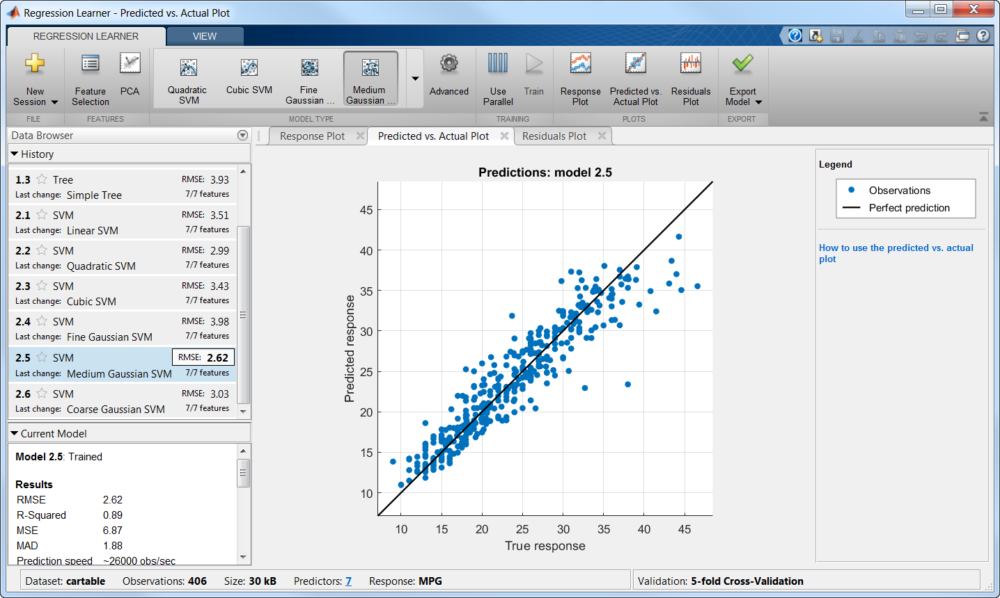 Regression Learner - Predicted vs. Actual Plot
REGRESSION LEARNER
VIEW
New Session
Feature Selection
PCA
Quadratic SVM
Cubic SVM
Fine Gaussian ...
Medium Gaussian ...
Advanced
Use Parallel
Train
Response Plot
Predicted vs. Actual Plot
Residuals Plot
Export Model
FILE
FEATURES
MODEL TYPE
TRAINING
PLOTS
EXPORT
Data Browser
History
1.3 Tree RMSE: 3.93
Last change: Simple Tree 7/7 features
2.1 SVM RMSE: 3.51
Last change: Linear SVM 7/7 features
2.2 SVM RMSE: 2.99
Last change: Quadratic SVM 7/7 features
2.3 SVM RMSE: 3.43
Last change: Cubic SVM 7/7 features
2.4 SVM RMSE: 3.98
Last change: Fine Gaussian SVM 7/7 features
2.5 SVM RMSE: 2.62
Last change: Medium Gaussian SVM 7/7 features
2.6 SVM RMSE: 3.03
Last change: Coarse Gaussian SVM 7/7 features
Current Model
Model 2.5: Trained
Results
RMSE 2.62
R-Squared 0.89
MSE 6.87
MAD 1.88
Prediction speed ~26000 obs/sec
Response Plot
Predicted vs. Actual Plot
Residuals Plot
Predictions: model 2.5
Predicted response
45
40
35
30
25
20
15
10
10 15 20 25 30 35 40 45
True response
Legend
Observations
Perfect prediction
How to use the predicted vs. actual
plot
Dataset: cartable Observations: 406 Size: 30 kB Predictors: 7 Response: MPG
Validation: 5-fold Cross-Validation